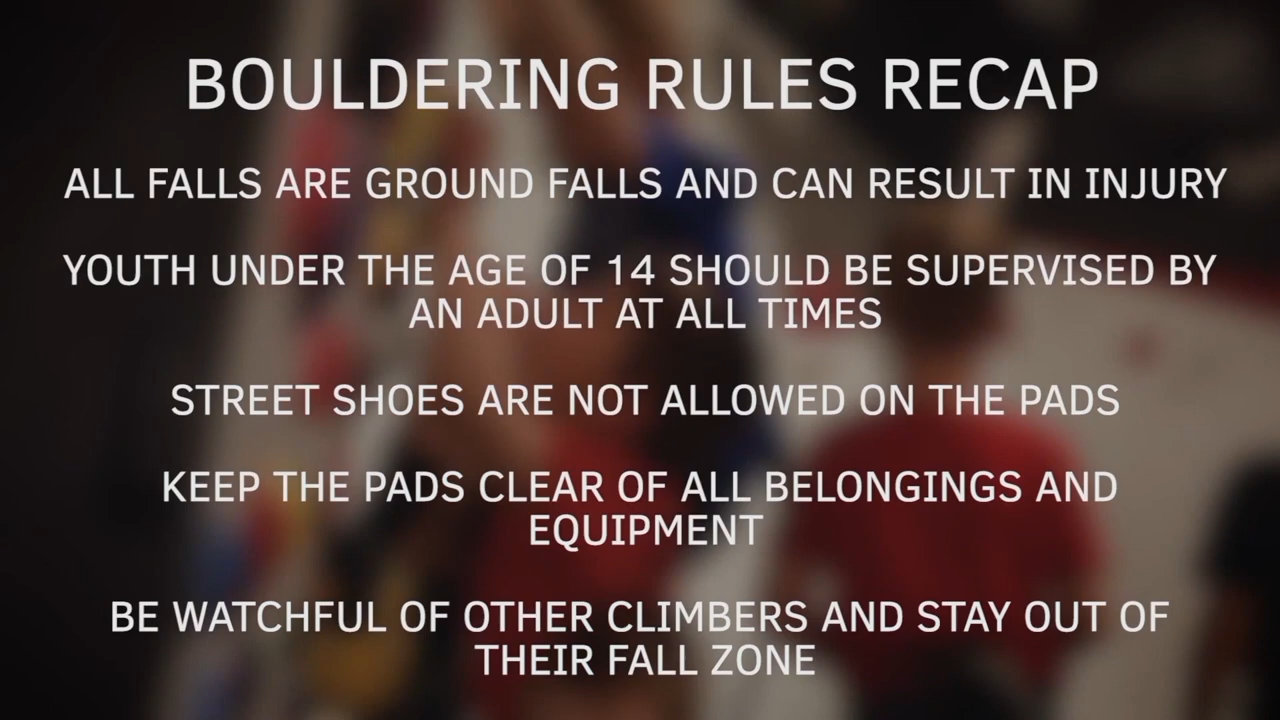 BOULDERING RULES RECAP
ALL FALLS ARE GROUND FALLS AND CAN RESULT IN INJURY
YOUTH UNDER THE AGE OF 14 SHOULD BE SUPERVISED BY
AN ADULT AT ALL TIMES
STREET SHOES ARE NOT ALLOWED ON THE PADS
KEEP THE PADS CLEAR OF ALL BELONGINGS AND
EQUIPMENT
BE WATCHFUL OF OTHER CLIMBERS AND STAY OUT OF
THEIR FALL ZONE